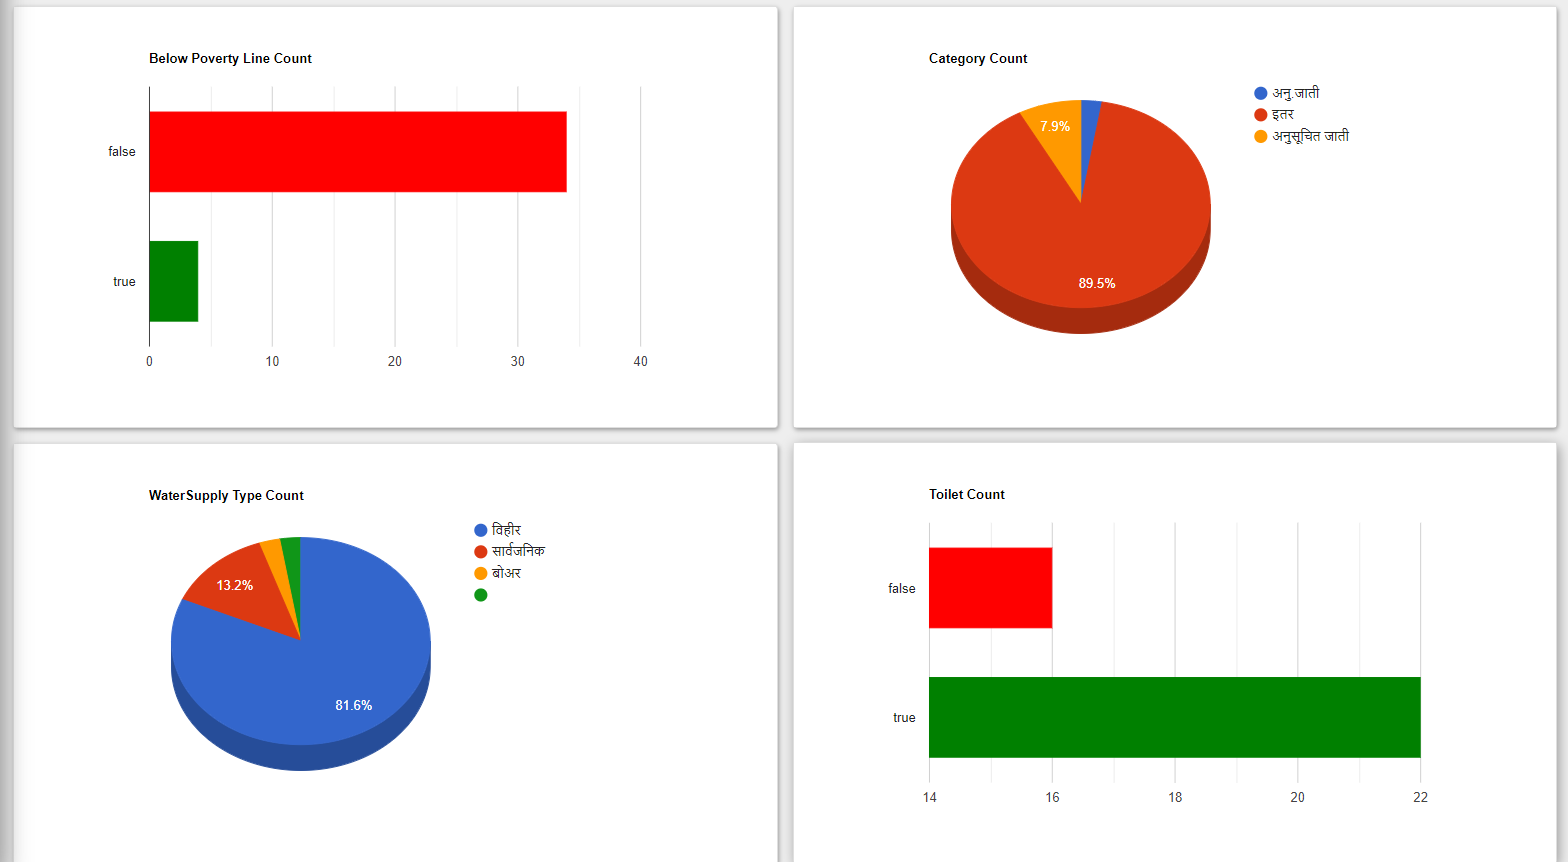 Below Poverty Line Count
false
true
0 10 20 30 40
Category Count
अनु.जाती
इतर
अनुसूचित जाती
7.9%
89.5%
WaterSupply Type Count
विहीर
सार्वजनिक
बोअर
13.2%
81.6%
Toilet Count
false
true
14 16 18 20 22